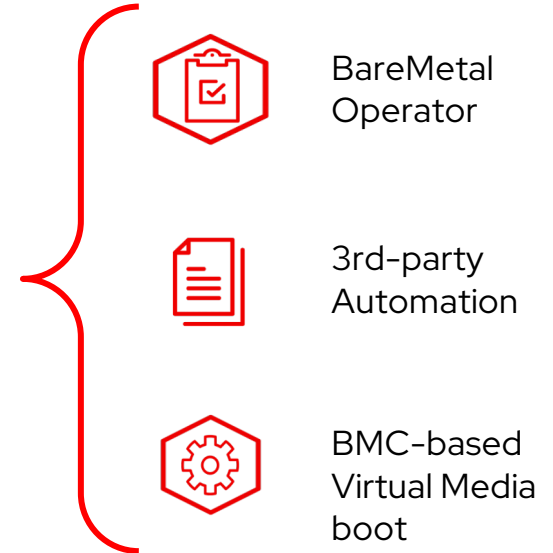 BareMetal
Operator
3rd-party
Automation
BMC-based
Virtual Media
boot